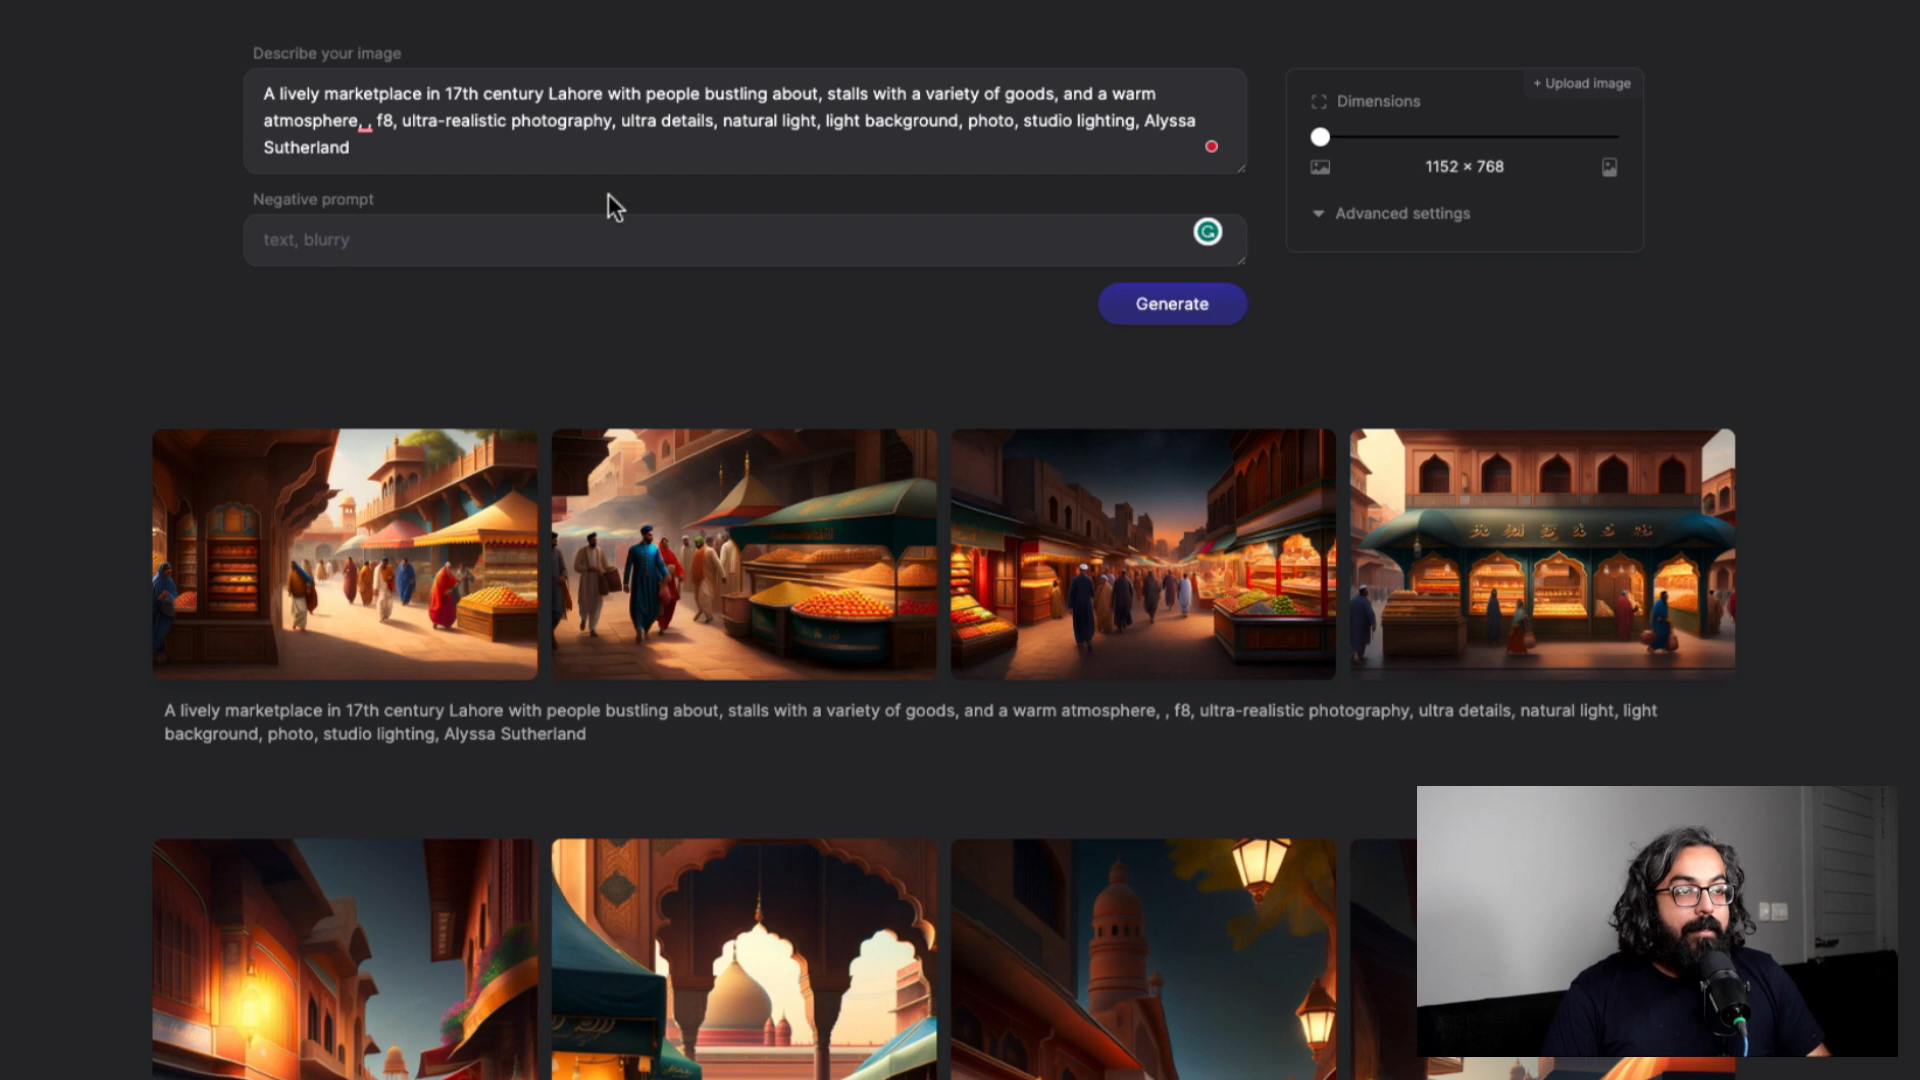 Describe your image
A lively marketplace in 17th century Lahore with people bustling about, stalls with a variety of goods, and a warm
atmosphere, , f8, ultra-realistic photography, ultra details, natural light, light background, photo, studio lighting, Alyssa
Sutherland
Negative prompt
text, blurry
Generate
+ Upload image
Dimensions
1152 × 768
Advanced settings
A lively marketplace in 17th century Lahore with people bustling about, stalls with a variety of goods, and a warm atmosphere, , f8, ultra-realistic photography, ultra details, natural light, light
background, photo, studio lighting, Alyssa Sutherland